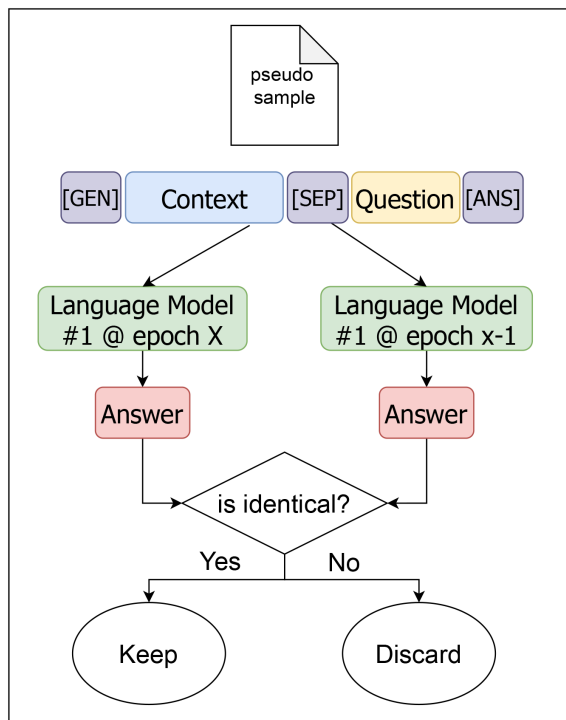 pseudo
sample
[GEN] Context [SEP] Question [ANS]
Language Model
#1 @ epoch X
Language Model
#1 @ epoch x-1
Answer
Answer
is identical?
Yes
No
Keep
Discard